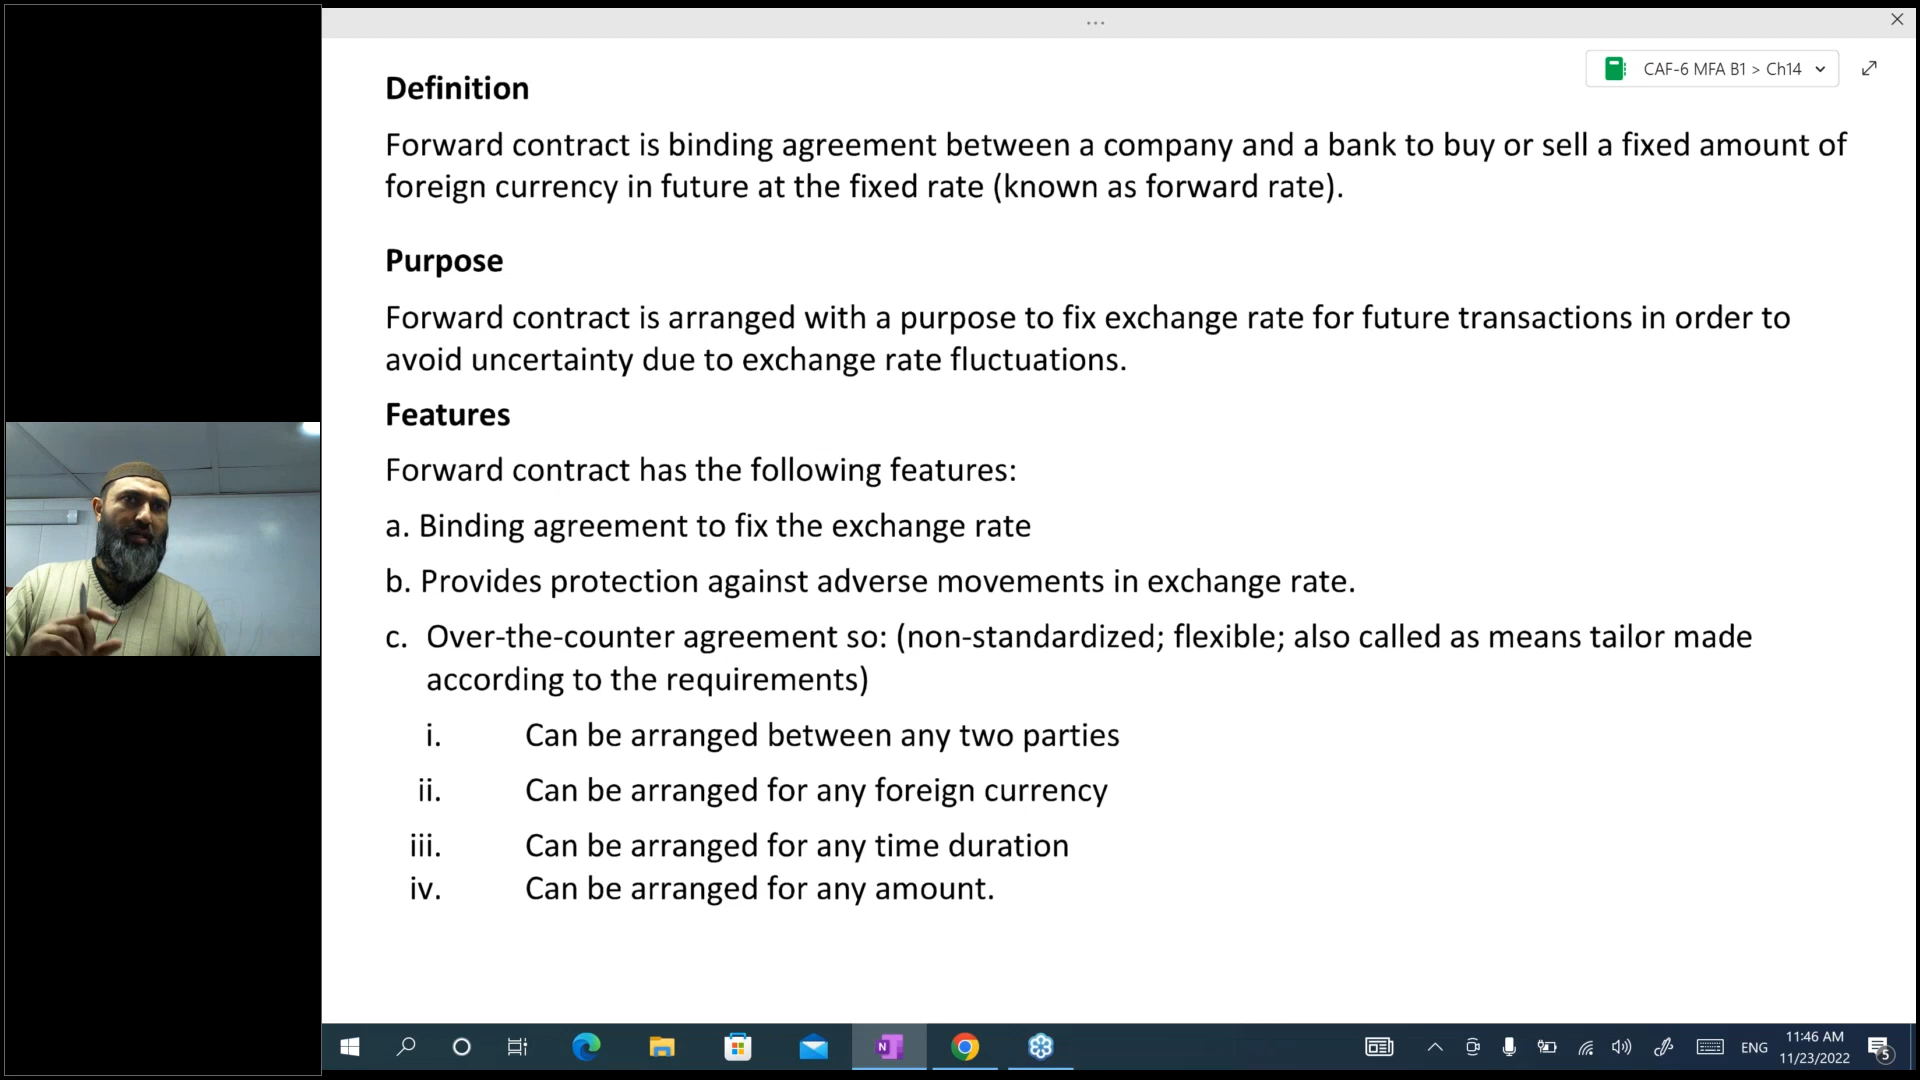 CAF-6 MFA B1 > Ch14
Definition
Forward contract is binding agreement between a company and a bank to buy or sell a fixed amount of
foreign currency in future at the fixed rate (known as forward rate).
Purpose
Forward contract is arranged with a purpose to fix exchange rate for future transactions in order to
avoid uncertainty due to exchange rate fluctuations.
Features
Forward contract has the following features:
a. Binding agreement to fix the exchange rate
b. Provides protection against adverse movements in exchange rate.
c. Over-the-counter agreement so: (non-standardized; flexible; also called as means tailor made
according to the requirements)
i. Can be arranged between any two parties
ii. Can be arranged for any foreign currency
iii. Can be arranged for any time duration
iv. Can be arranged for any amount.
N
ENG
11:46 AM
11/23/2022
5